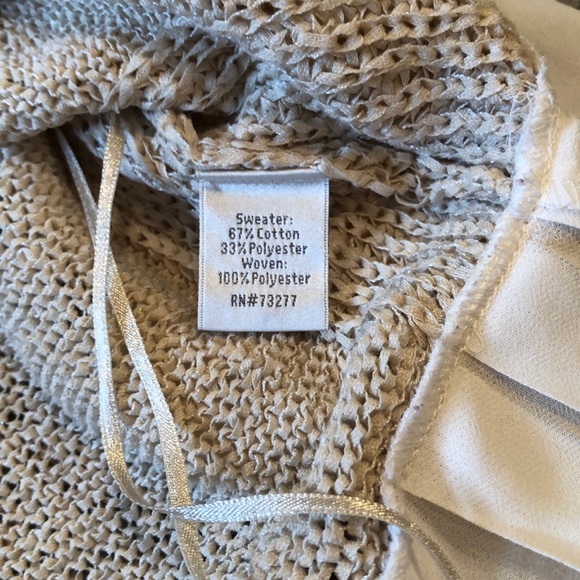 Sweater:
67% Cotton
33% Polyester
Woven:
100% Polyester
RN#73277